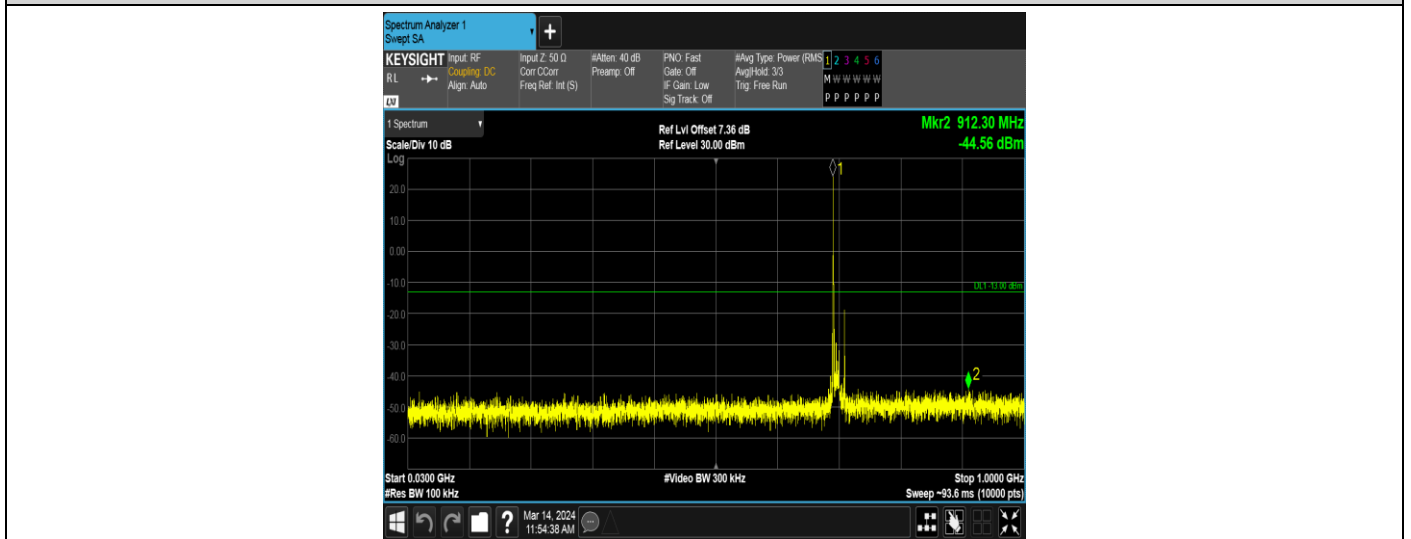 Spectrum Analyzer 1
Swept SA
+
KEYSIGHT
RL
LXI
Input: RF
Coupling: DC
Align: Auto
Input Z: 50 Ω
Corr CCorr
Freq Ref: Int (S)
#Atten: 40 dB
Preamp: Off
PNO: Fast
Gate: Off
IF Gain: Low
Sig Track: Off
#Avg Type: Power (RMS
Avg|Hold: 3/3
Trig: Free Run
1 2 3 4 5 6
M W W W W W
P P P P P P
1 Spectrum
Scale/Div 10 dB
Ref Lvl Offset 7.36 dB
Ref Level 30.00 dBm
Mkr2 912.30 MHz
-44.56 dBm
Log
1
20.0
10.0
0.00
-10.0
DL1 -13.00 dBm
-20.0
-30.0
-40.0
2
-50.0
-60.0
Start 0.0300 GHz
#Video BW 300 kHz
Stop 1.0000 GHz
#Res BW 100 kHz
Sweep ~93.6 ms (10000 pts)
?
Mar 14, 2024
11:54:38 AM